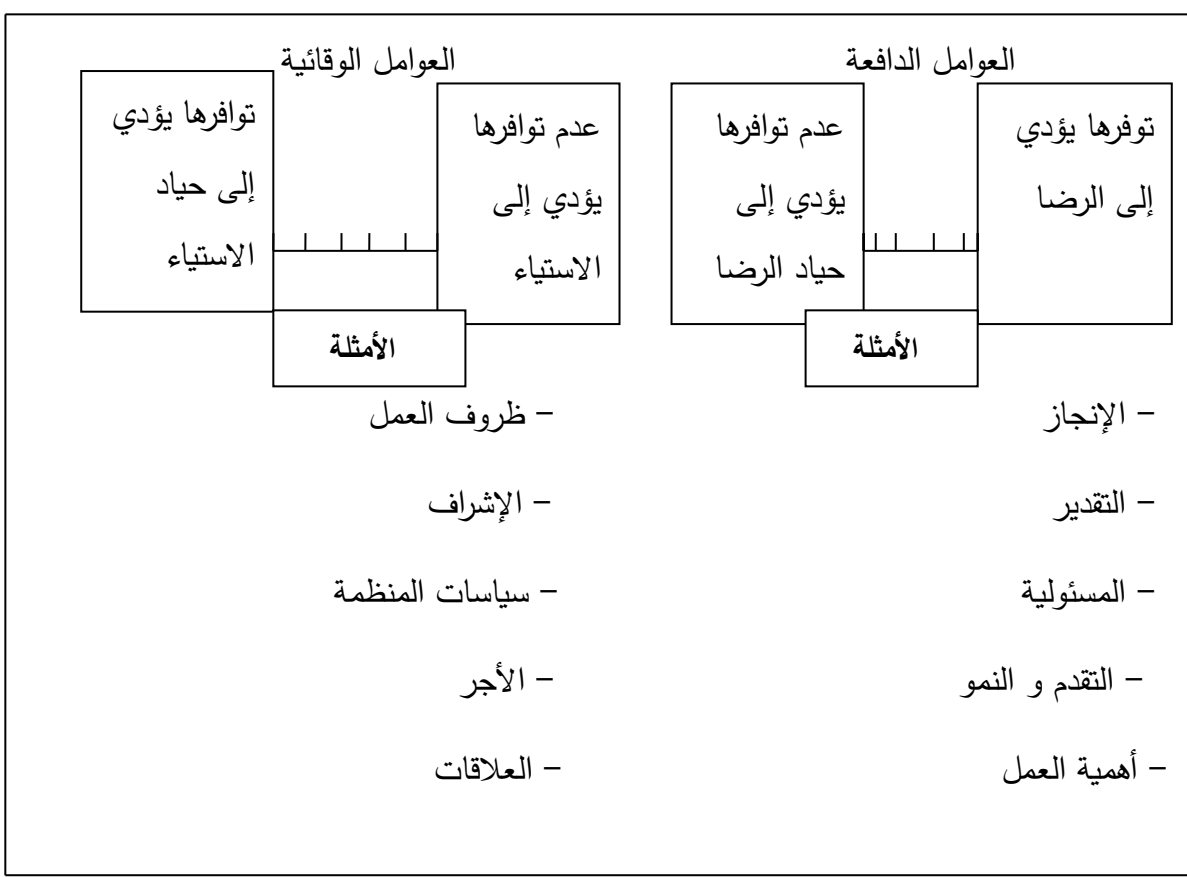 العوامل الدافعة
توفرها يؤدي
إلى الرضا
عدم توافرها
يؤدي إلى
حياد الرضا
الأمثلة
– الإنجاز
– التقدير
– المسئولية
– التقدم و النمو
– أهمية العمل
العوامل الوقائية
عدم توافرها
يؤدي إلى
الاستياء
توافرها يؤدي
إلى حياد
الاستياء
الأمثلة
– ظروف العمل
– الإشراف
– سياسات المنظمة
– الأجر
– العلاقات